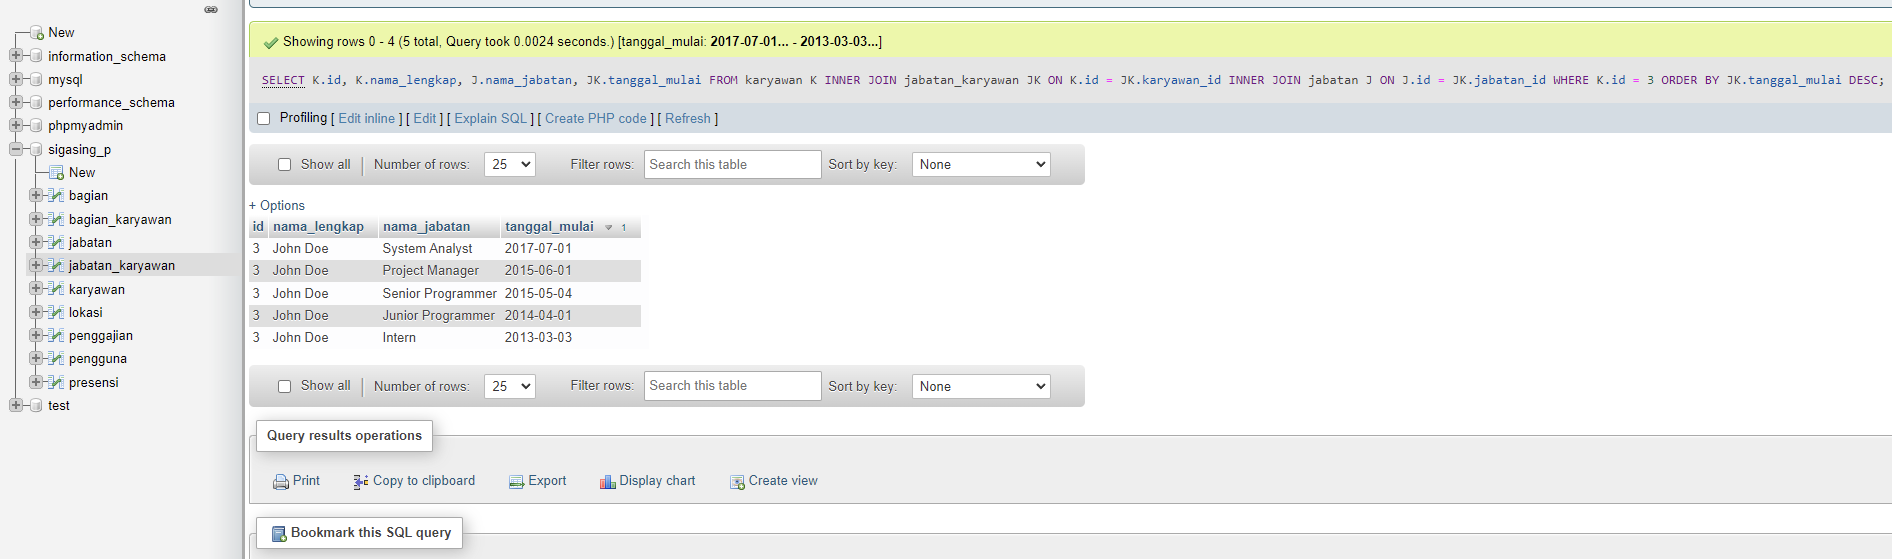 New
information_schema
mysql
performance_schema
phpmyadmin
sigasing_p
New
bagian
bagian_karyawan
jabatan
jabatan_karyawan
karyawan
lokasi
penggajian
pengguna
presensi
test
Showing rows 0 - 4 (5 total, Query took 0.0024 seconds.) [tanggal_mulai: 2017-07-01... - 2013-03-03...]
SELECT K.id, K.nama_lengkap, J.nama_jabatan, JK.tanggal_mulai FROM karyawan K INNER JOIN jabatan_karyawan JK ON K.id = JK.karyawan_id INNER JOIN jabatan J ON J.id = JK.jabatan_id WHERE K.id = 3 ORDER BY JK.tanggal_mulai DESC;
Profiling [ Edit inline ] [ Edit ] [ Explain SQL ] [ Create PHP code ] [ Refresh ]
Show all Number of rows: 25 Filter rows: Search this table Sort by key: None
+ Options
id nama_lengkap nama_jabatan tanggal_mulai 1
3 John Doe System Analyst 2017-07-01
3 John Doe Project Manager 2015-06-01
3 John Doe Senior Programmer 2015-05-04
3 John Doe Junior Programmer 2014-04-01
3 John Doe Intern 2013-03-03
Show all Number of rows: 25 Filter rows: Search this table Sort by key: None
Query results operations
Print Copy to clipboard Export Display chart Create view
Bookmark this SQL query